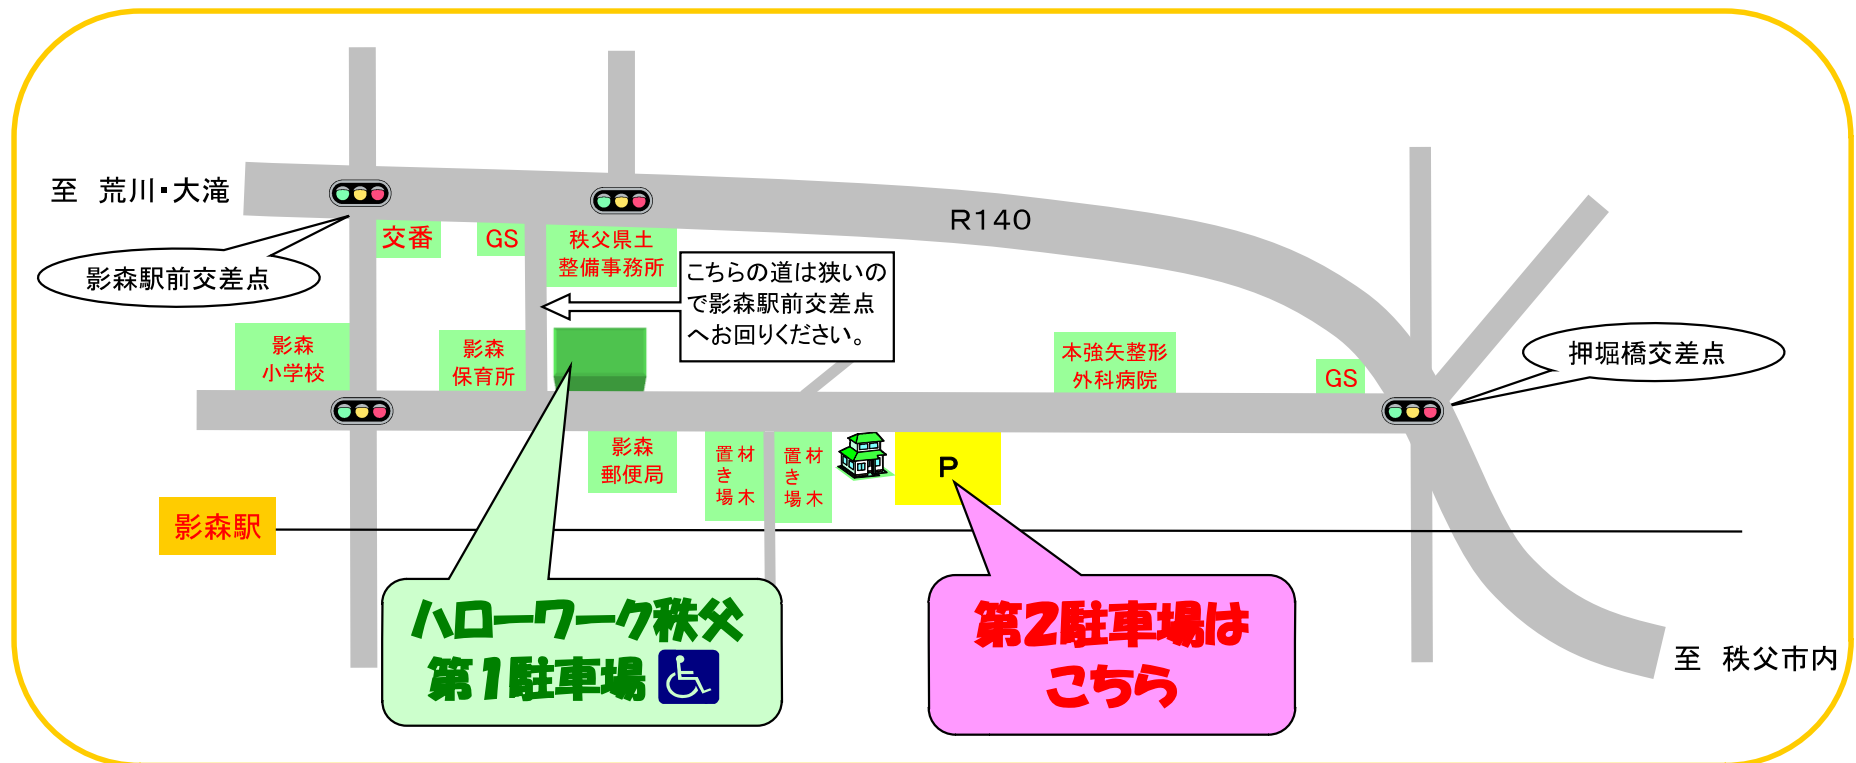 至　荒川・大滝
R140
影森駅前交差点
交番
GS
秩父県土
整備事務所
こちらの道は狭いの
で影森駅前交差点
へお回りください。
影森
小学校
影森
保育所
本強矢整形
外科病院
GS
押堀橋交差点
影森
郵便局
材木
置き場
材木
置き場
P
影森駅
ハローワーク秩父
第1駐車場
第2駐車場は
こちら
至　秩父市内